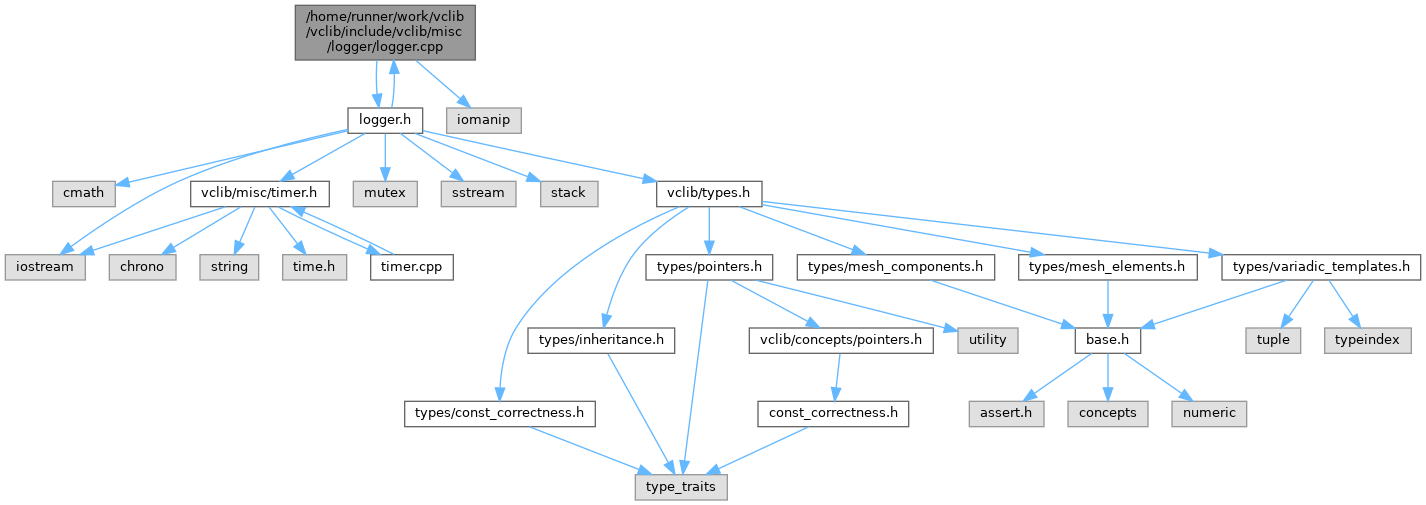 /home/runner/work/vclib
/vclib/include/vclib/misc
/logger/logger.cpp
logger.h
iomanip
cmath
vclib/misc/timer.h
mutex
sstream
stack
vclib/types.h
iostream
chrono
string
time.h
timer.cpp
types/pointers.h
types/mesh_components.h
types/mesh_elements.h
types/variadic_templates.h
types/inheritance.h
vclib/concepts/pointers.h
utility
base.h
tuple
typeindex
types/const_correctness.h
const_correctness.h
assert.h
concepts
numeric
type_traits